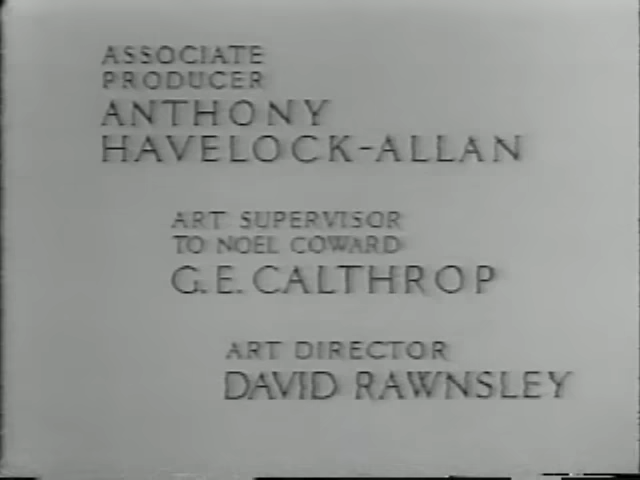 ASSOCIATE
PRODUCER
ANTHONY
HAVELOCK-ALLAN
ART SUPERVISOR
TO NOEL COWARD
G. E. CALTHROP
ART DIRECTOR
DAVID RAWNSLEY